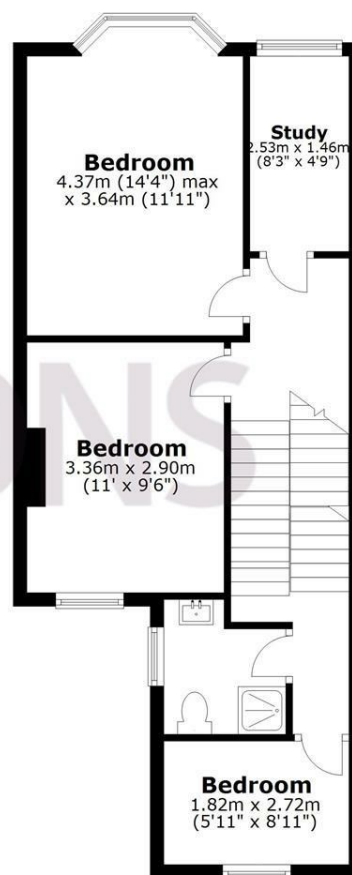 Study
2.53m x 1.46m
(8'3" x 4'9")
Bedroom
4.37m (14'4") max
x 3.64m (11'11")
Bedroom
3.36m x 2.90m
(11' x 9'6")
Bedroom
1.82m x 2.72m
(5'11" x 8'11")